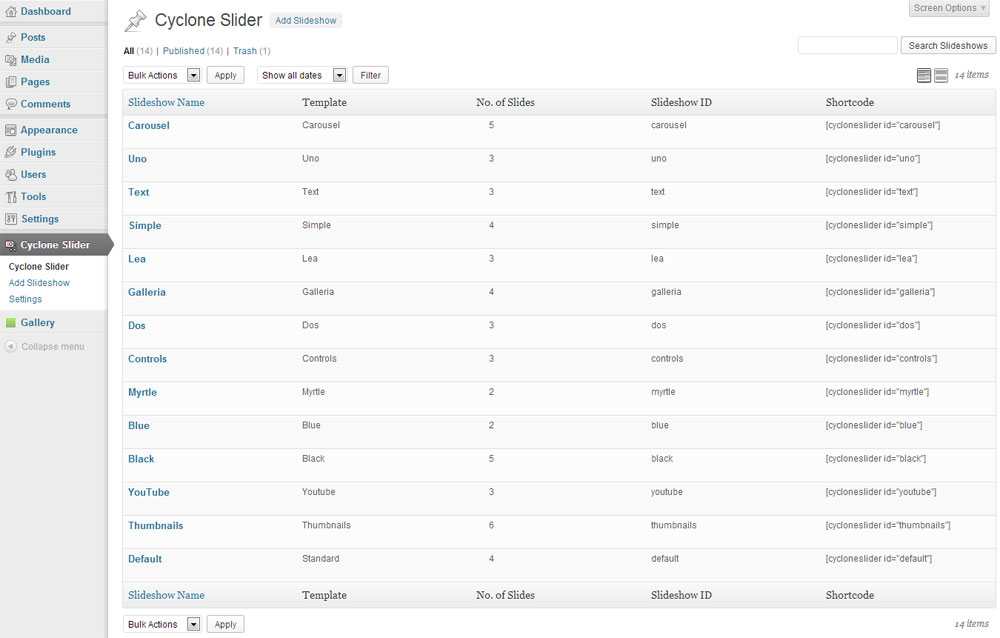 Dashboard
Posts
Media
Pages
Comments
Appearance
Plugins
Users
Tools
Settings
Cyclone Slider
Cyclone Slider
Add Slideshow
Settings
Gallery
Collapse menu
Screen Options
Cyclone Slider Add Slideshow
All (14) | Published (14) | Trash (1)
Search Slideshows
Bulk Actions Apply Show all dates Filter 14 items
Slideshow Name Template No. of Slides Slideshow ID Shortcode
Carousel Carousel 5 carousel [cycloneslider id="carousel"]
Uno Uno 3 uno [cycloneslider id="uno"]
Text Text 3 text [cycloneslider id="text"]
Simple Simple 4 simple [cycloneslider id="simple"]
Lea Lea 3 lea [cycloneslider id="lea"]
Galleria Galleria 4 galleria [cycloneslider id="galleria"]
Dos Dos 3 dos [cycloneslider id="dos"]
Controls Controls 3 controls [cycloneslider id="controls"]
Myrtle Myrtle 2 myrtle [cycloneslider id="myrtle"]
Blue Blue 2 blue [cycloneslider id="blue"]
Black Black 5 black [cycloneslider id="black"]
YouTube Youtube 3 youtube [cycloneslider id="youtube"]
Thumbnails Thumbnails 6 thumbnails [cycloneslider id="thumbnails"]
Default Standard 4 default [cycloneslider id="default"]
Slideshow Name Template No. of Slides Slideshow ID Shortcode
Bulk Actions Apply 14 items